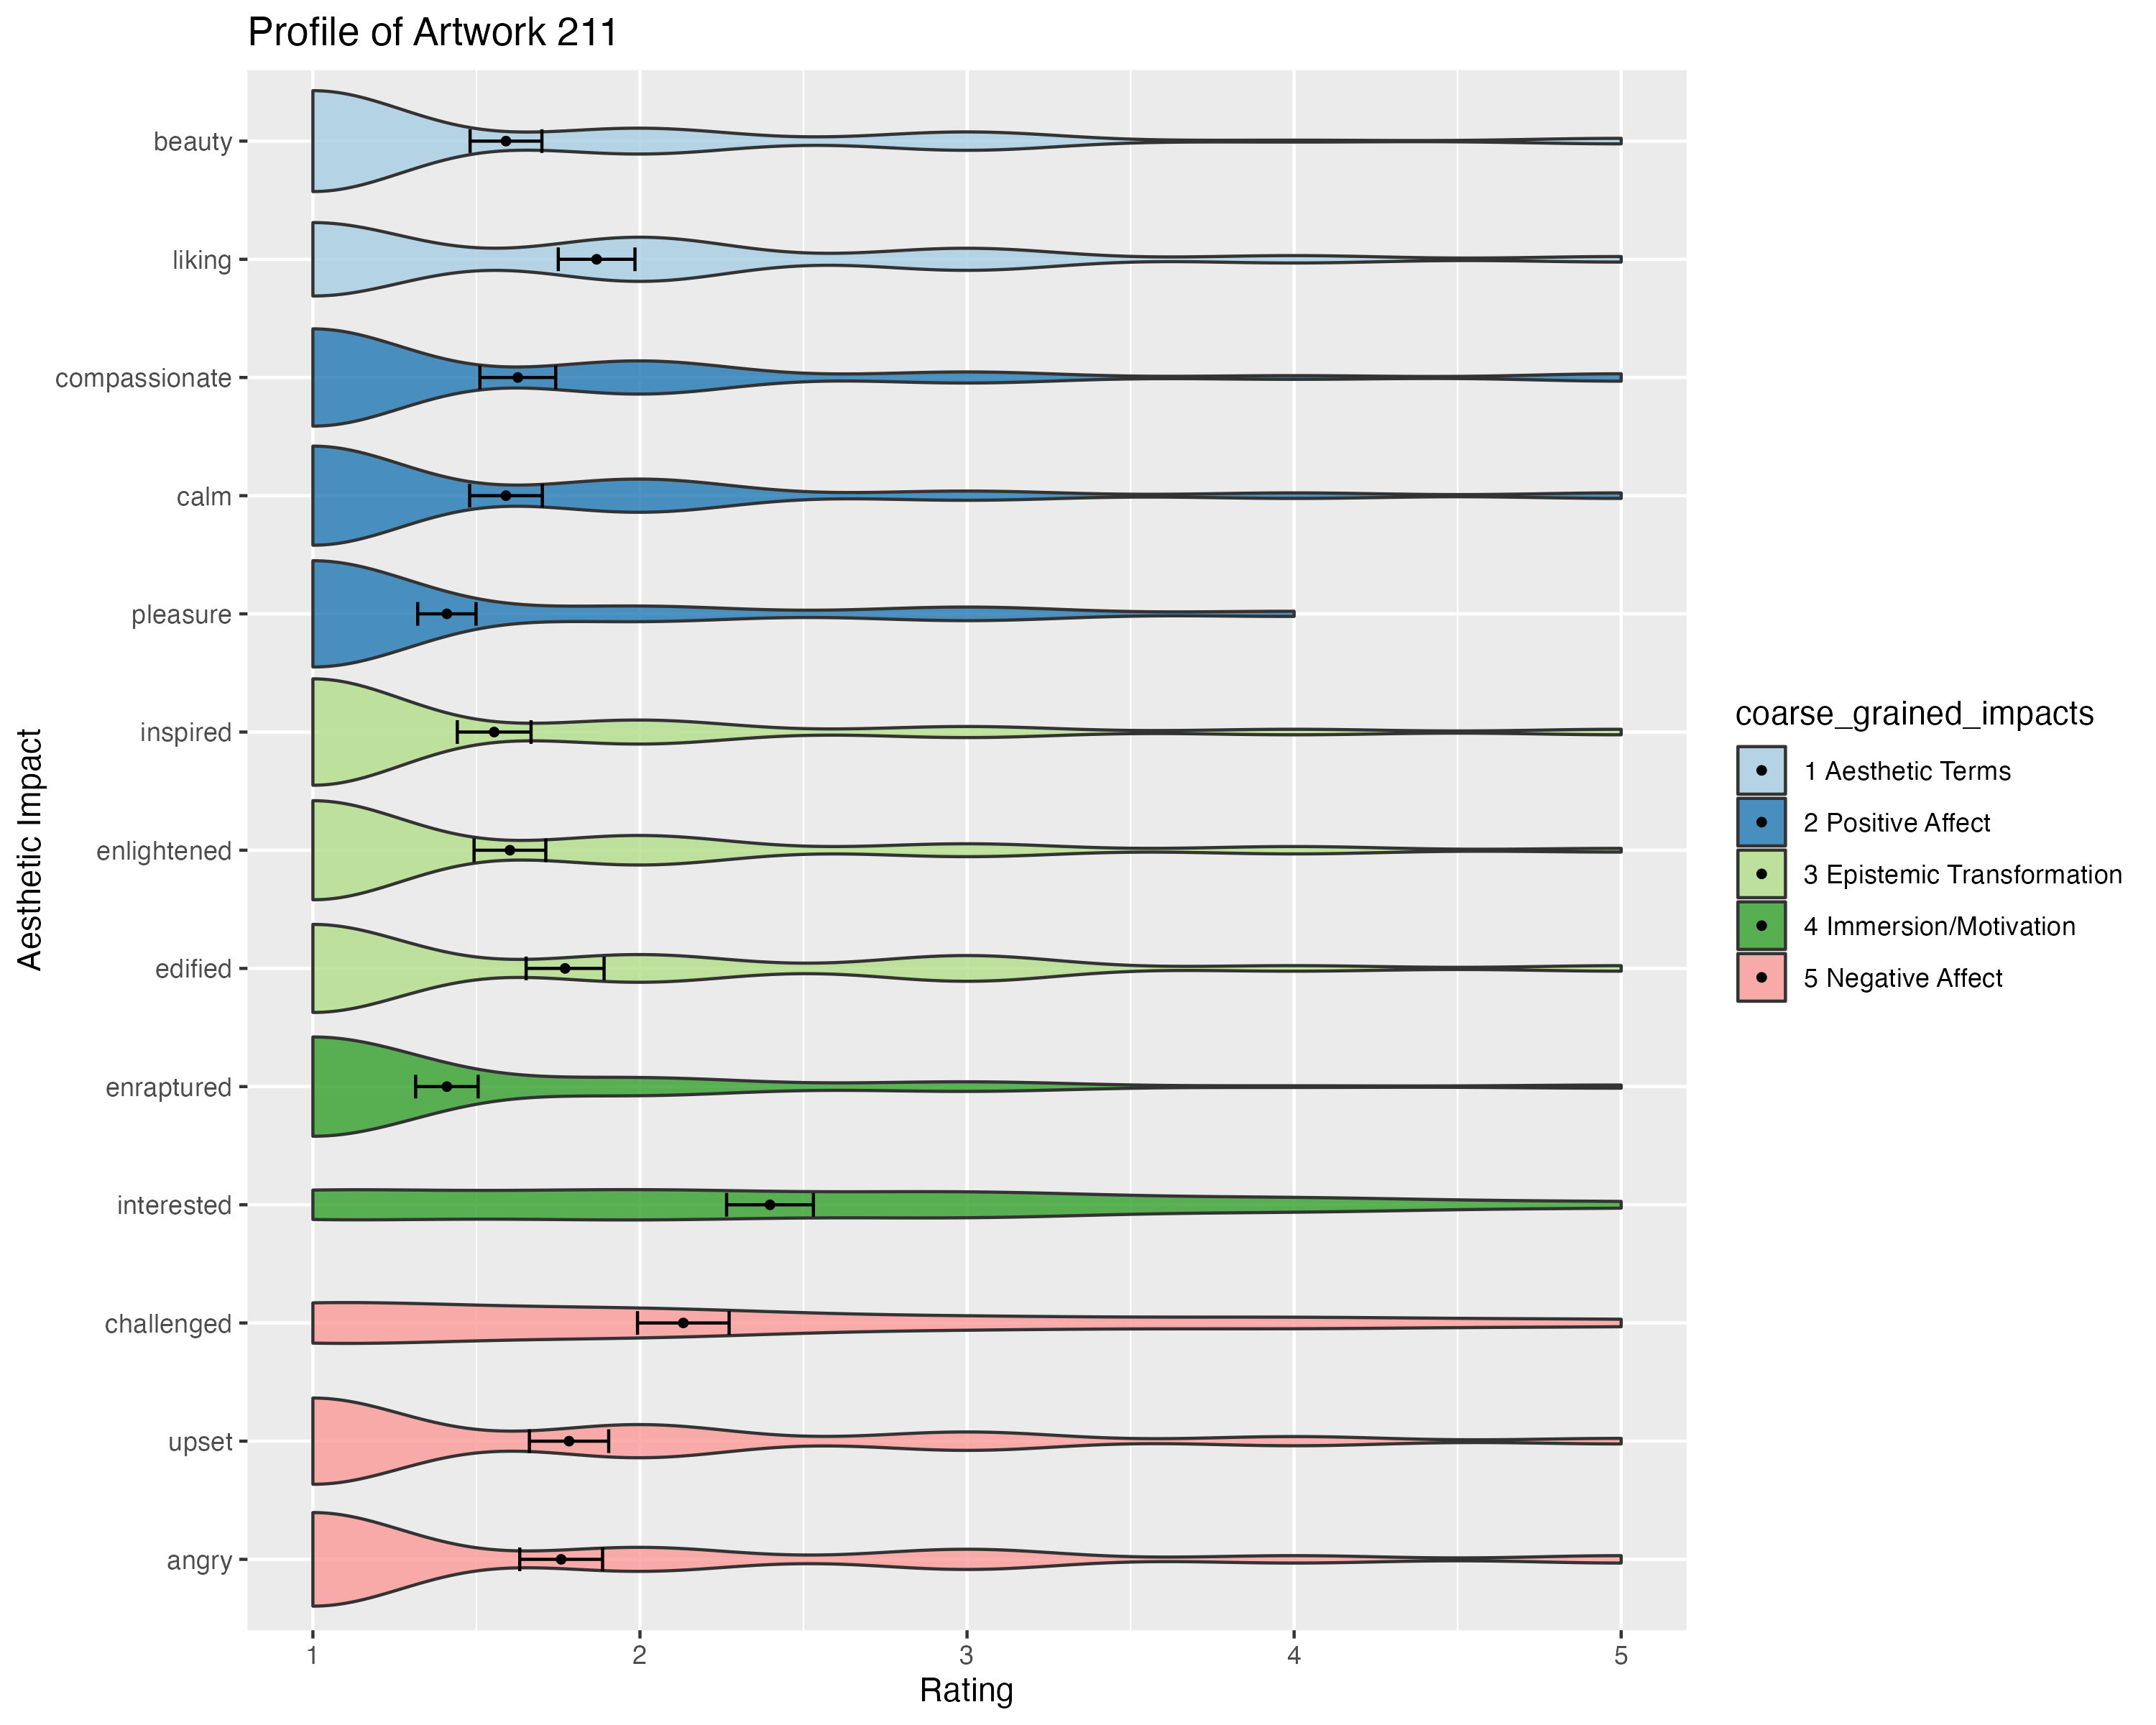 Profile of Artwork 211
beauty
liking
compassionate
calm
pleasure
inspired
enlightened
edified
enraptured
interested
challenged
upset
angry
Aesthetic Impact
1 2 3 4 5
Rating
coarse_grained_impacts
1 Aesthetic Terms
2 Positive Affect
3 Epistemic Transformation
4 Immersion/Motivation
5 Negative Affect